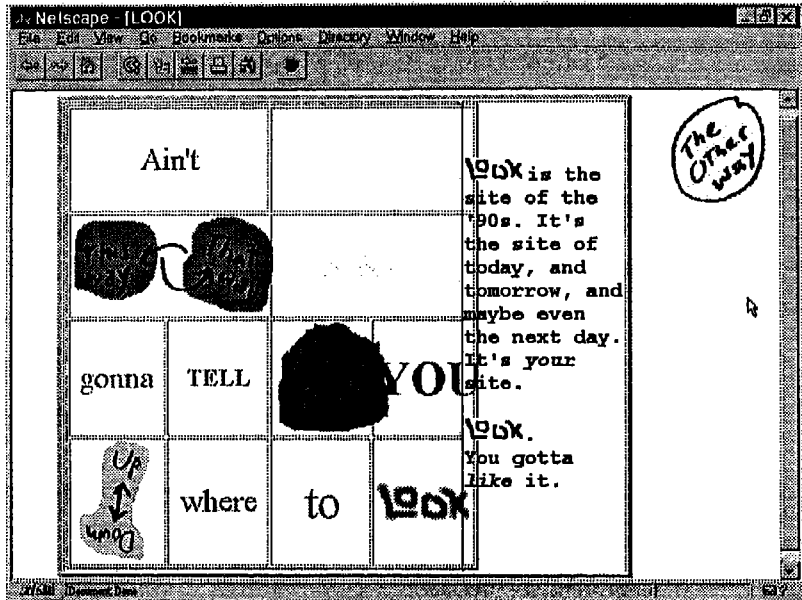 Netscape - [LOOK]
File Edit View Go Bookmarks Options Directory Window Help
Ain't
gonna TELL YOU
Up
Down
where to LOOK
LOOK is the
site of the
'90s. It's
the site of
today, and
tomorrow, and
maybe even
the next day.
It's your
site.
LOOK.
You gotta
like it.
The
Other
way
Document: Done